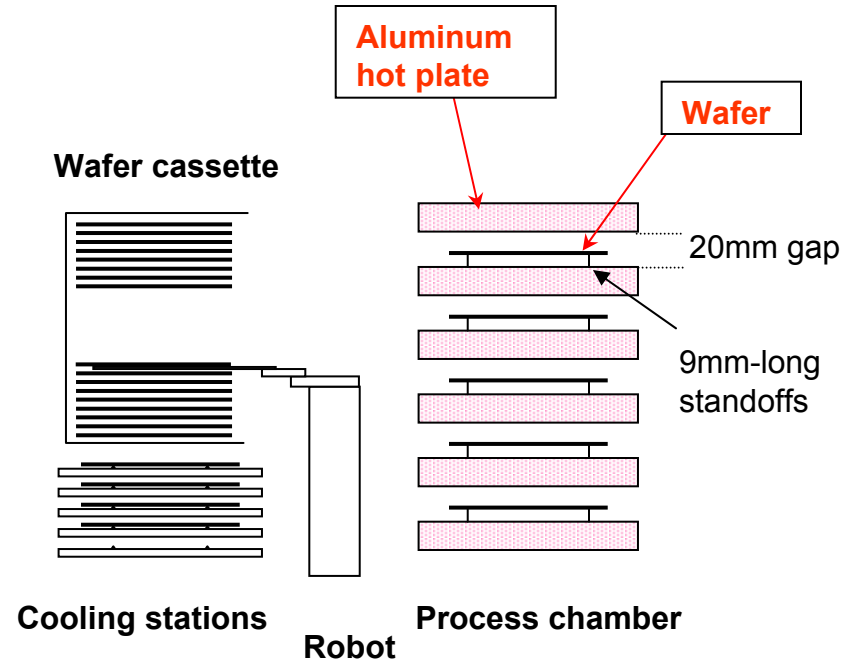 Aluminum
hot plate
Wafer
Wafer cassette
20mm gap
9mm-long
standoffs
Cooling stations
Robot
Process chamber